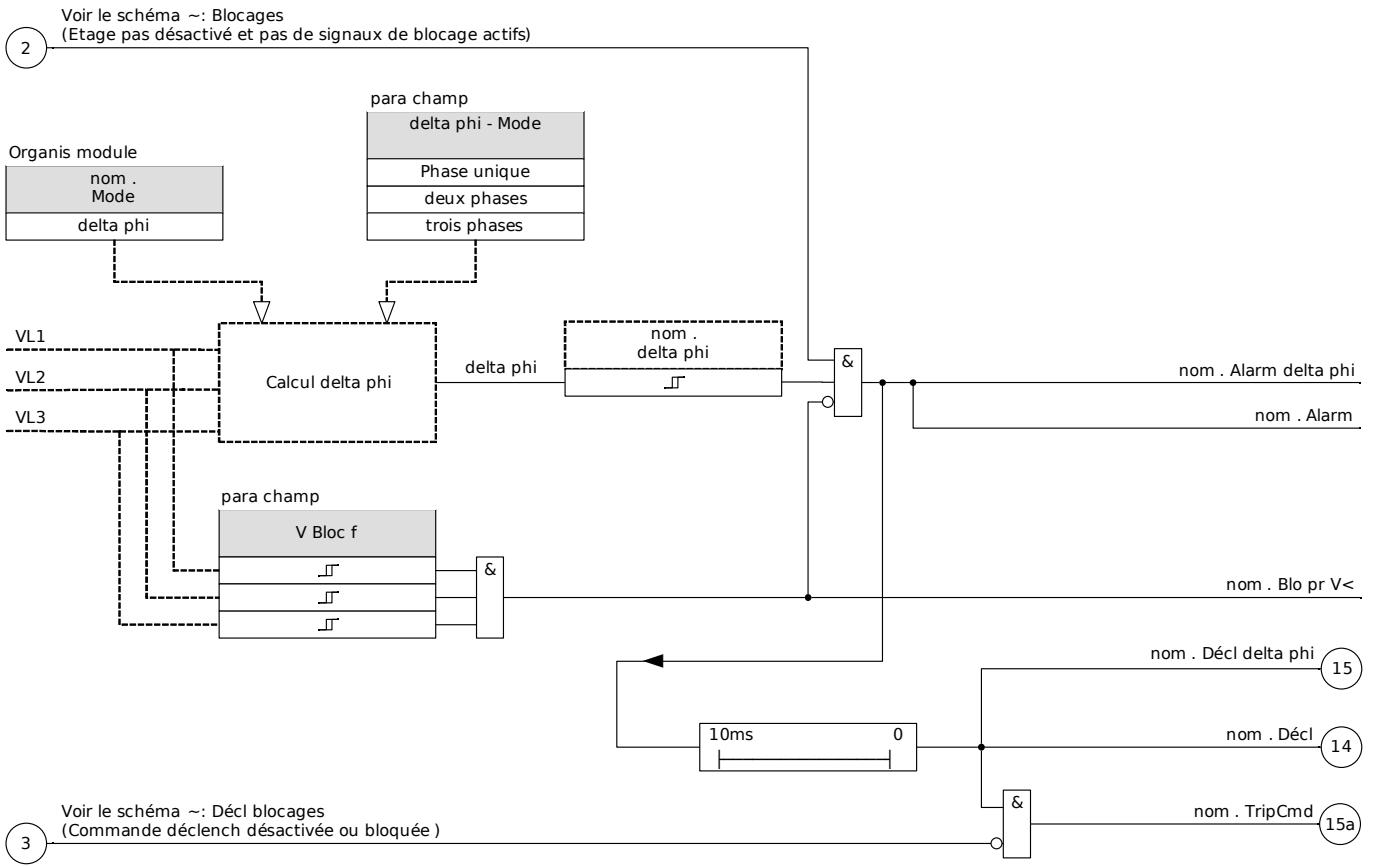 Voir le schéma ~: Blocages
(Etage pas désactivé et pas de signaux de blocage actifs)
2
para champ
delta phi - Mode
Phase unique
deux phases
trois phases
Organis module
nom .
Mode
delta phi
VL1
VL2
VL3
Calcul delta phi
delta phi
nom .
delta phi
&
nom . Alarm delta phi
nom . Alarm
para champ
V Bloc f
&
nom . Blo pr V<
nom . Décl delta phi
15
10ms
0
nom . Décl
14
&
nom . TripCmd
15a
Voir le schéma ~: Décl blocages
(Commande déclench désactivée ou bloquée )
3